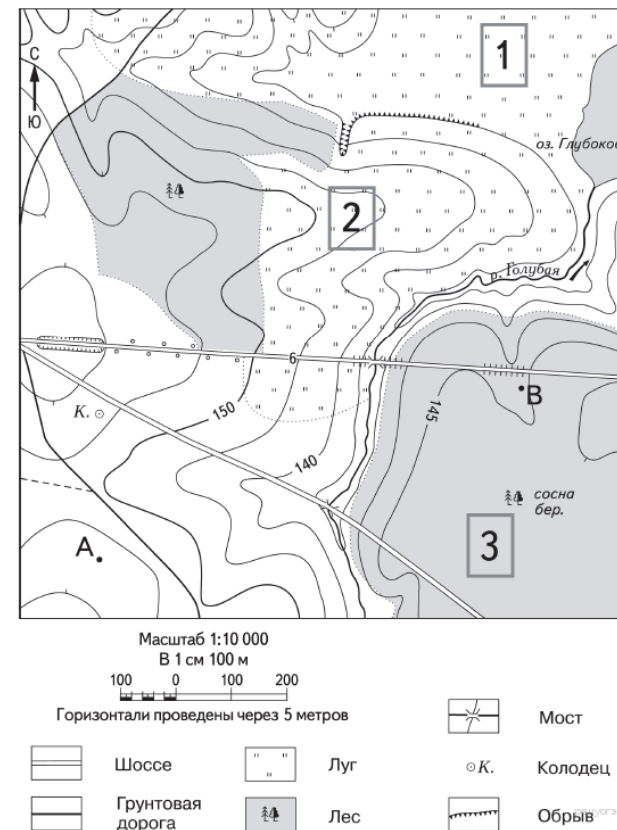 1
С
Ю
оз. Глубокое
2
р. Голубая
6
В
К.
150
145
140
сосна
бер.
3
А
Масштаб 1:10 000
В 1 см 100 м
100 0 100 200
Горизонтали проведены через 5 метров
Мост
Шоссе
Луг
К. Колодец
Грунтовая
дорога
Лес
Обрыв